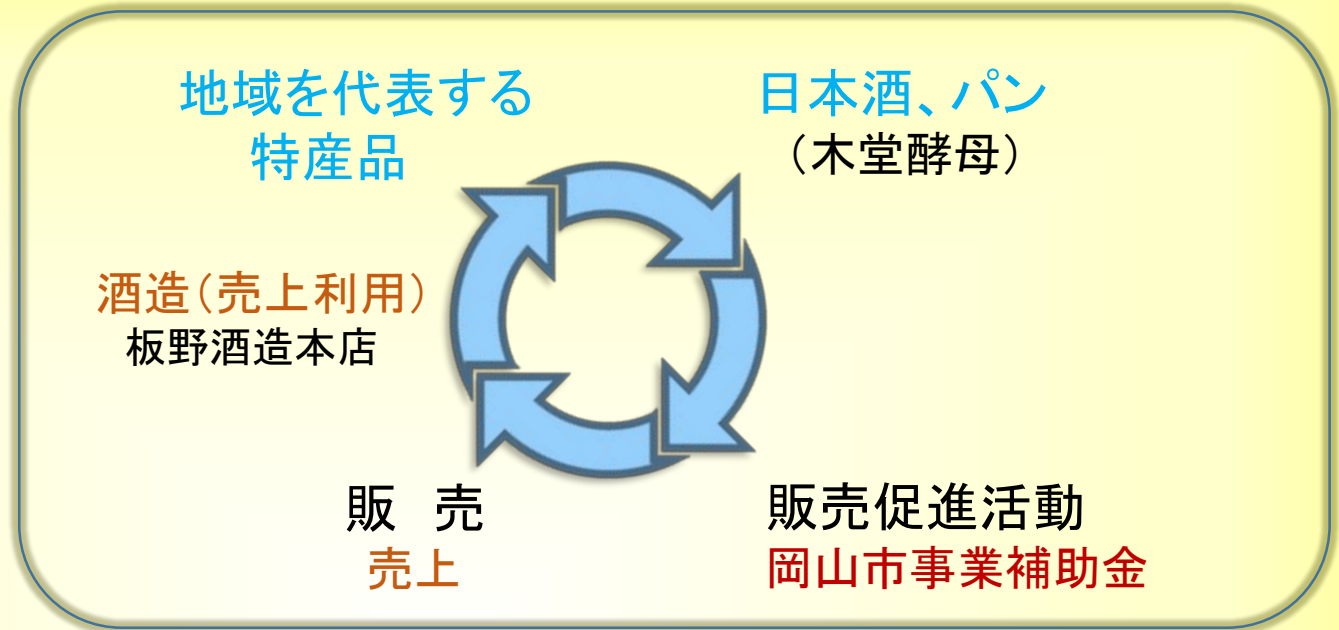 地域を代表する
特産品
日本酒、パン
（木堂酵母）
酒造（売上利用）
板野酒造本店
販　売
売上
販売促進活動
岡山市事業補助金